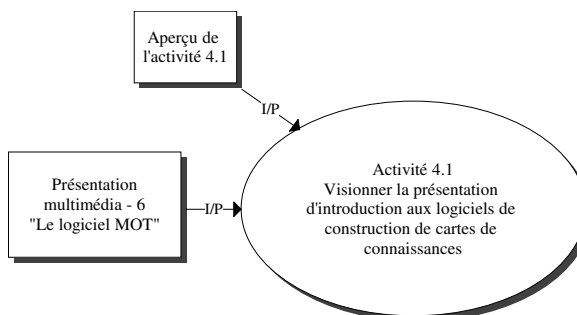 Aperçu de
l'activité 4.1
I/P
Présentation
multimédia - 6
"Le logiciel MOT"
I/P
Activité 4.1
Visionner la présentation
d'introduction aux logiciels de
construction de cartes de
connaissances